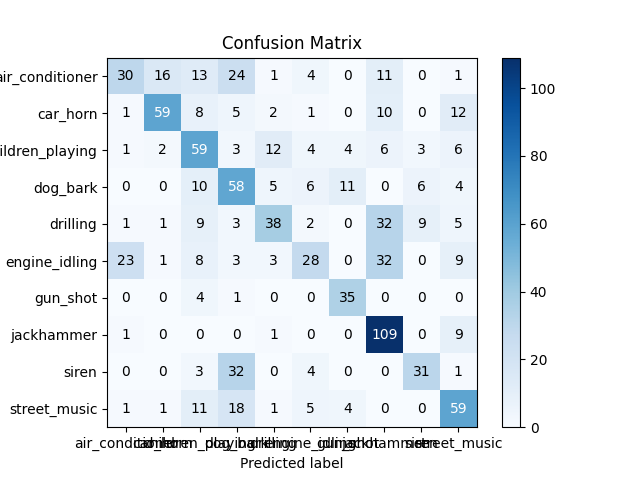 Confusion Matrix
air_conditioner 30 16 13 24 1 4 0 11 0 1
car_horn 1 59 8 5 2 1 0 10 0 12
ildren_playing 1 2 59 3 12 4 4 6 3 6
dog_bark 0 0 10 58 5 6 11 0 6 4
drilling 1 1 9 3 38 2 0 32 9 5
engine_idling 23 1 8 3 3 28 0 32 0 9
gun_shot 0 0 4 1 0 0 35 0 0 0
jackhammer 1 0 0 0 1 0 0 109 0 9
siren 0 0 3 32 0 4 0 0 31 1
street_music 1 1 11 18 1 5 4 0 0 59
street_music
Predicted label
100
80
60
40
20
0